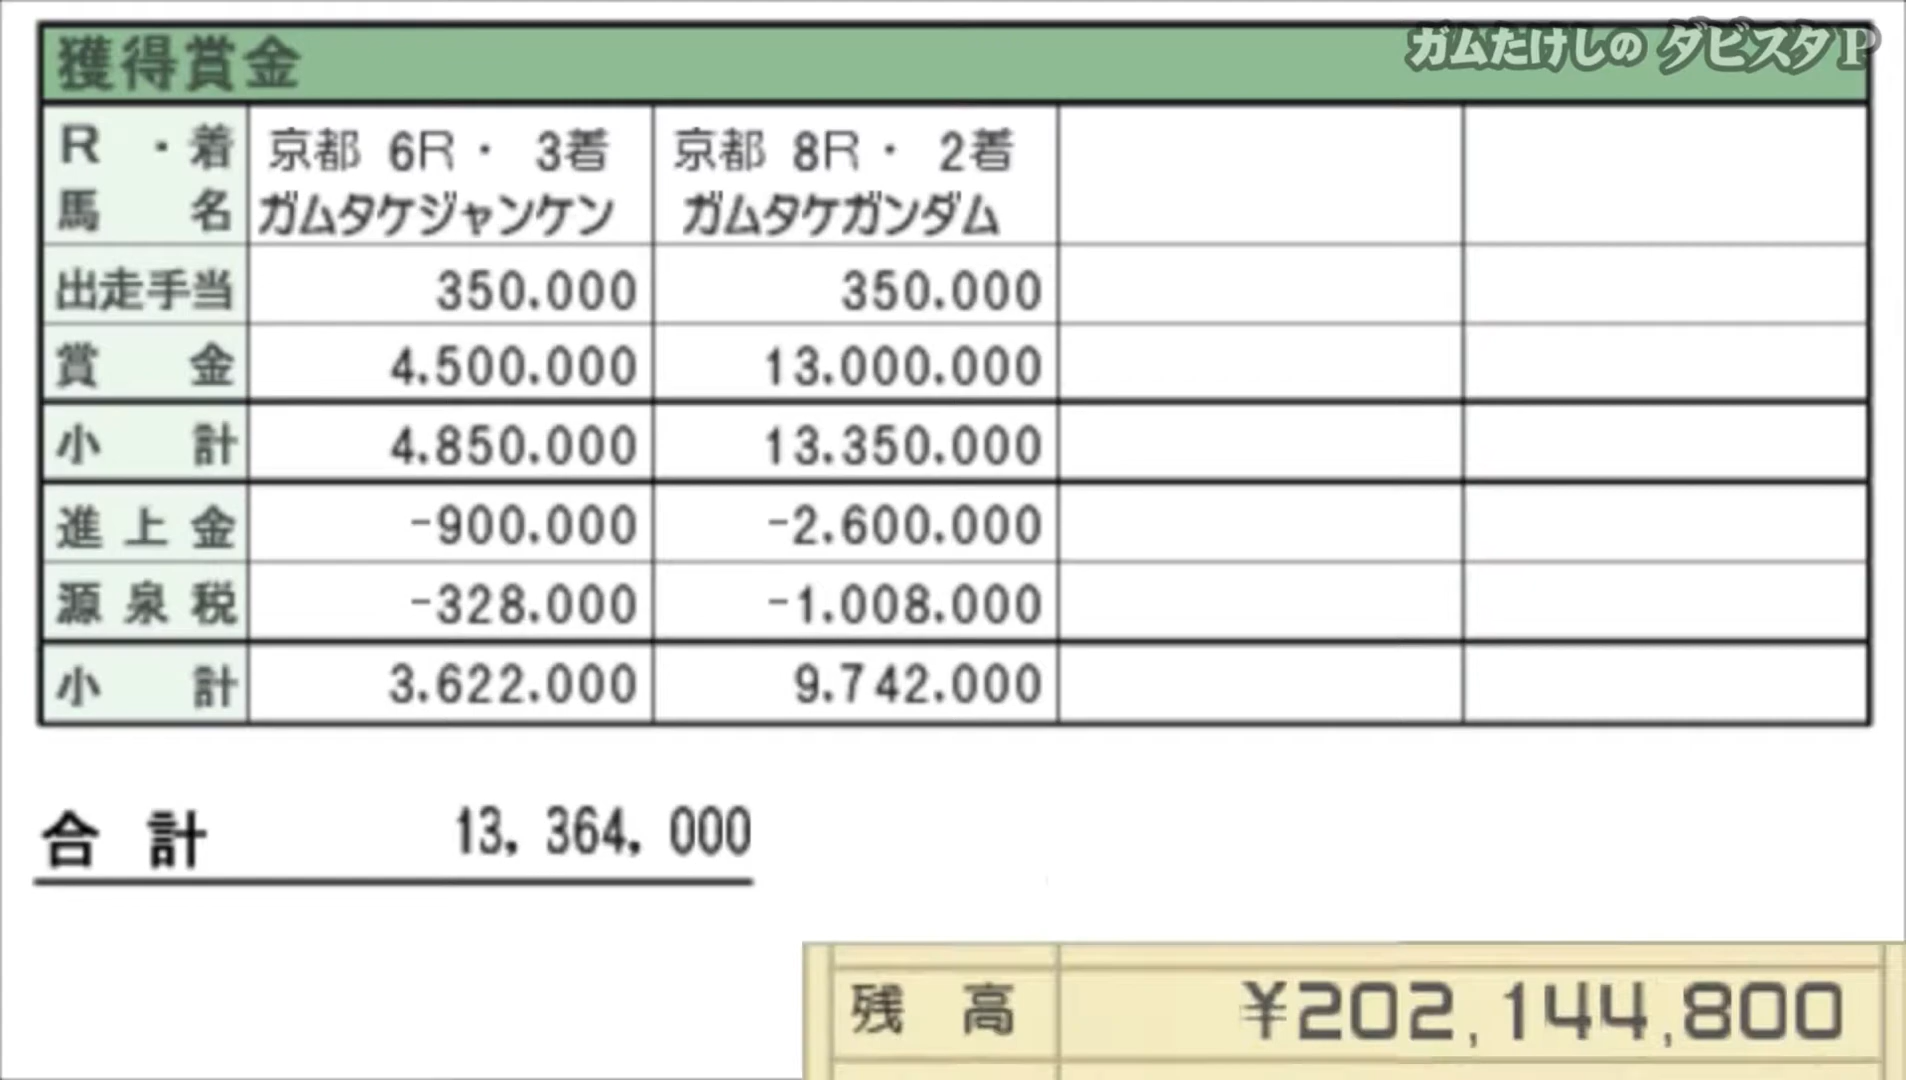 ガムたけしの ダビスタP
獲得賞金
R ・着 京都 6R・ 3着 京都 8R・ 2着
馬 名 ガムタケジャンケン ガムタケガンダム
出走手当 350.000 350.000
賞 金 4.500.000 13.000.000
小 計 4.850.000 13.350.000
進上金 -900.000 -2.600.000
源泉税 -328.000 -1.008.000
小 計 3.622.000 9.742.000
合 計 13,364,000
残 高 ¥202,144,800